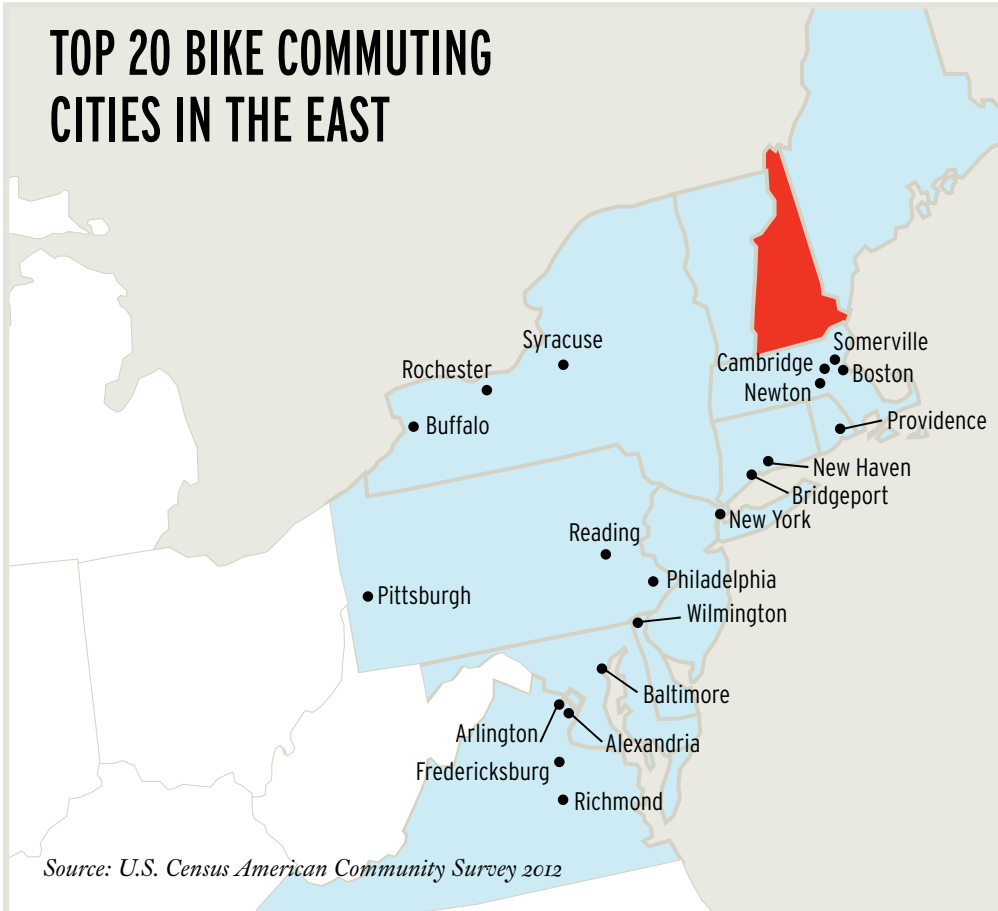 TOP 20 BIKE COMMUTING
CITIES IN THE EAST
Syracuse
Somerville
Rochester
Cambridge
Boston
Newton
Buffalo
Providence
New Haven
Bridgeport
New York
Reading
Philadelphia
Pittsburgh
Wilmington
Baltimore
Arlington
Alexandria
Fredericksburg
Richmond
Source: U.S. Census American Community Survey 2012